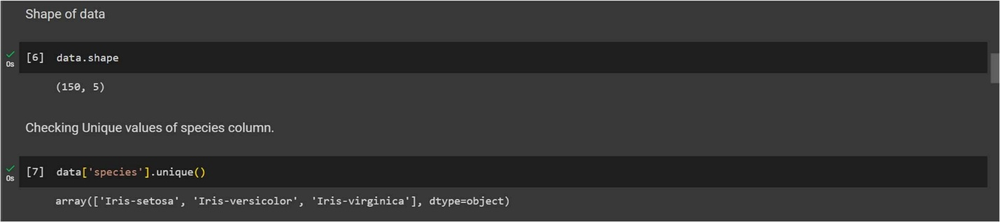 Shape of data
[6] data.shape
0s
(150, 5)
Checking Unique values of species column.
[7] data['species'].unique()
0s
array(['Iris-setosa', 'Iris-versicolor', 'Iris-virginica'], dtype=object)